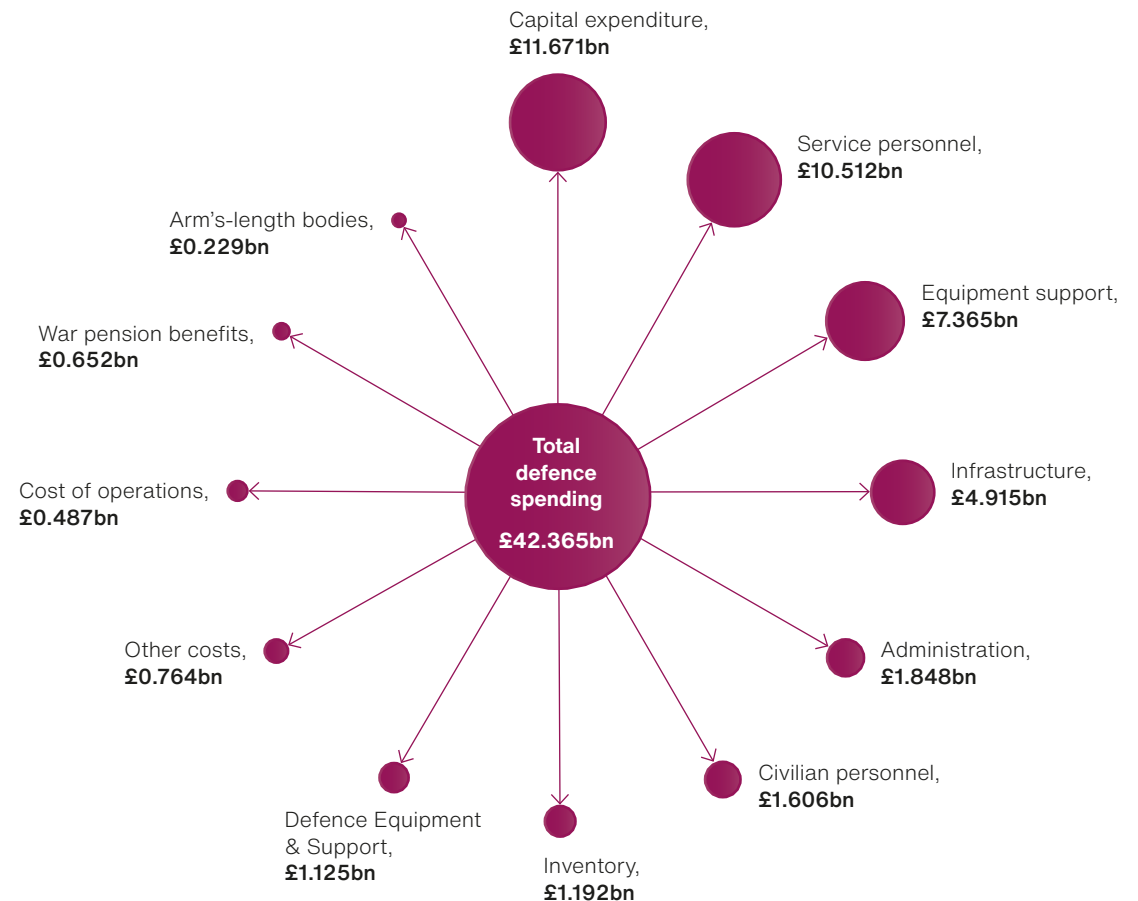 Capital expenditure,
£11.671bn
Service personnel,
£10.512bn
Equipment support,
£7.365bn
Infrastructure,
£4.915bn
Administration,
£1.848bn
Civilian personnel,
£1.606bn
Inventory,
£1.192bn
Defence Equipment
& Support,
£1.125bn
Other costs,
£0.764bn
Cost of operations,
£0.487bn
War pension benefits,
£0.652bn
Arm's-length bodies,
£0.229bn
Total
defence
spending
£42.365bn